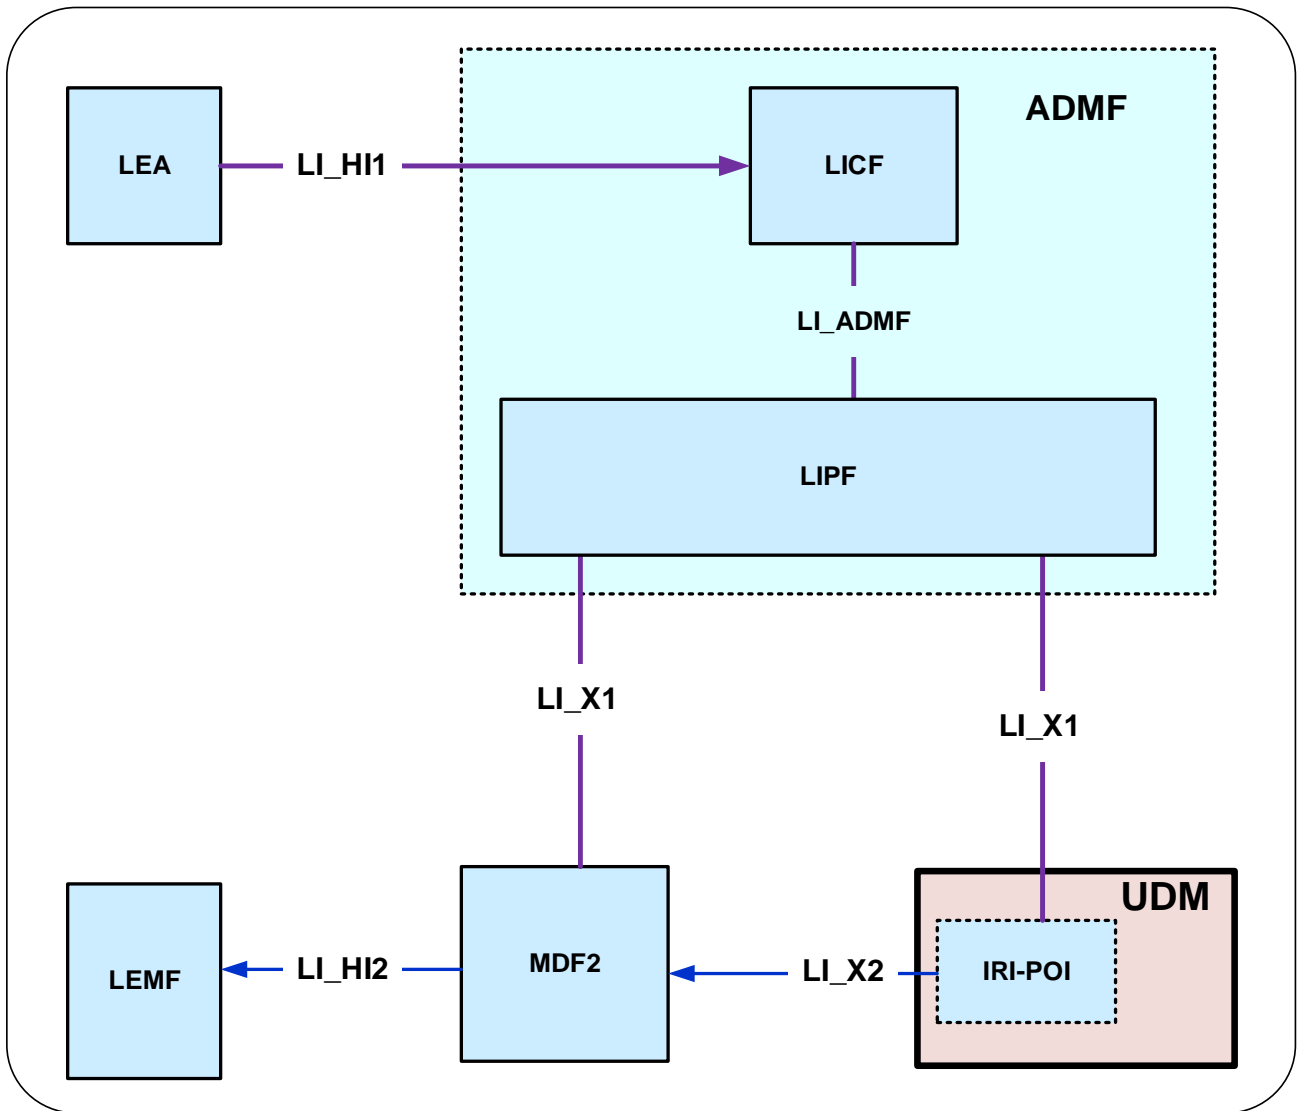 ADMF
LEA
LI_HI1
LICF
LI_ADMF
LIPF
LI_X1
LI_X1
UDM
LEMF
LI_HI2
MDF2
LI_X2
IRI-POI